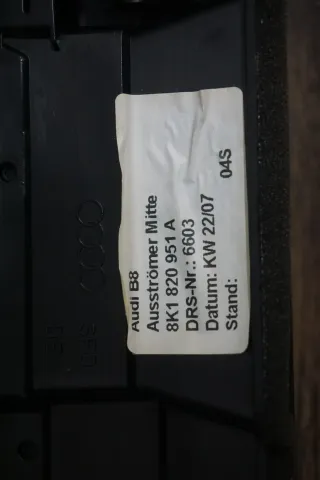 Audi B8
Ausströmer Mitte
8K1 820 951 A
DRS-Nr.: 6603
Datum: KW 22/07
Stand: 04S